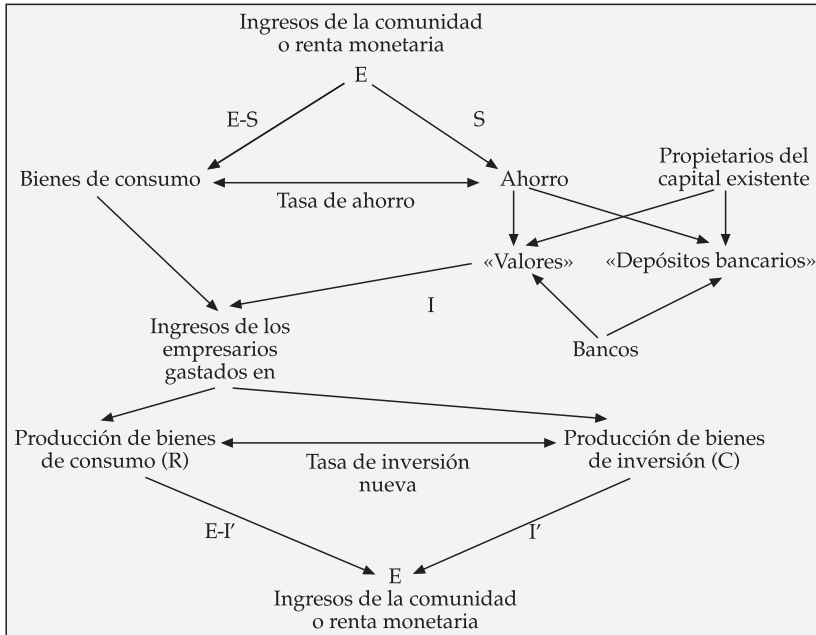 Ingresos de la comunidad
o renta monetaria
E
E-S
S
Bienes de consumo
Tasa de ahorro
Ahorro
Propietarios del
capital existente
«Valores»
«Depósitos bancarios»
I
Ingresos de los
empresarios
gastados en
Bancos
Producción de bienes
de consumo (R)
Tasa de inversión
nueva
Producción de bienes
de inversión (C)
E-I’
I’
E
Ingresos de la comunidad
o renta monetaria